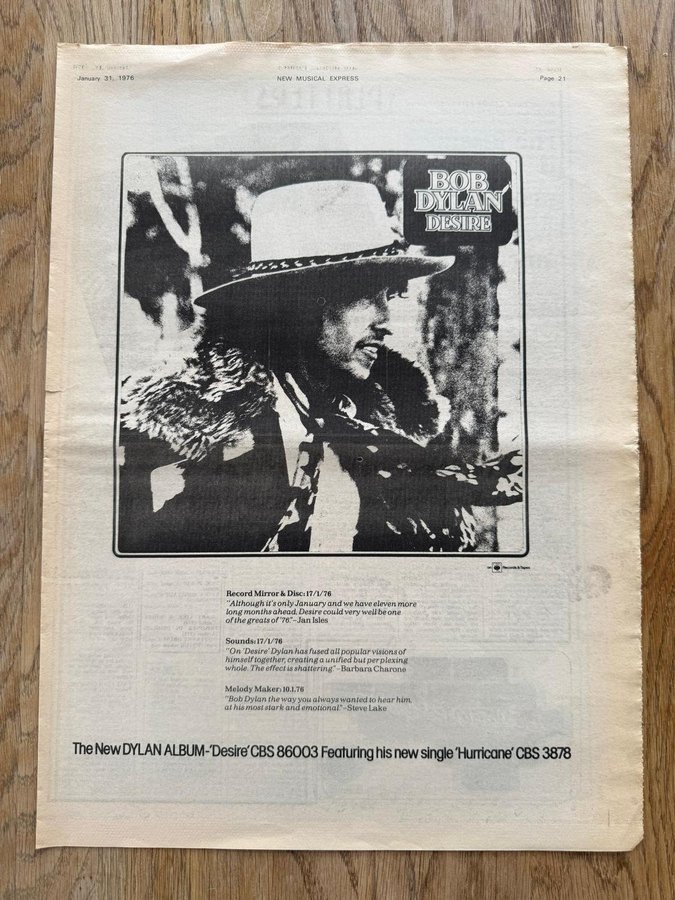 January 31, 1976
NEW MUSICAL EXPRESS
Page 21
BOB
DYLAN
DESIRE
on
Records & Tapes
Record Mirror & Disc: 17/1/76
"Although it's only January and we have eleven more
long months ahead, Desire could very well be one
of the greats of '76."–Jan Isles
Sounds: 17/1/76
"On 'Desire' Dylan has fused all popular visions of
himself together, creating a unified but perplexing
whole. The effect is shattering."–Barbara Charone
Melody Maker: 10.1.76
"Bob Dylan the way you always wanted to hear him,
at his most stark and emotional."–Steve Lake
The New DYLAN ALBUM-'Desire' CBS 86003 Featuring his new single 'Hurricane' CBS 3878